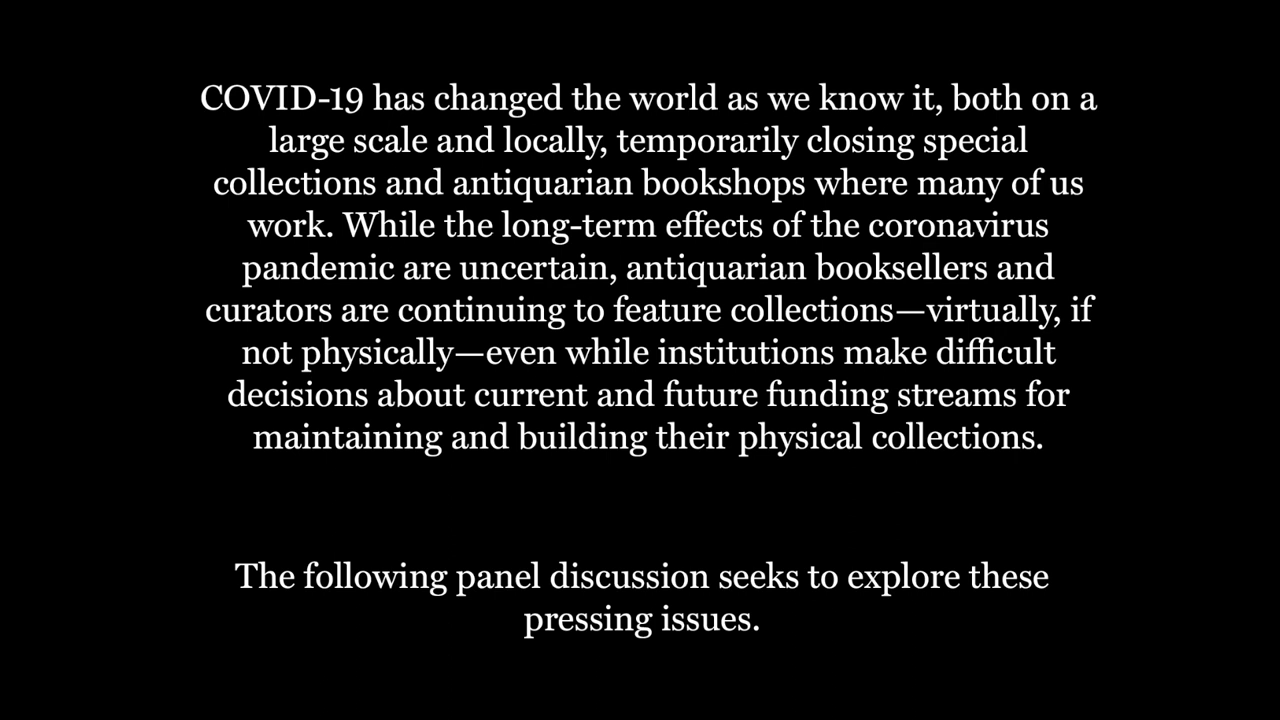 COVID-19 has changed the world as we know it, both on a
large scale and locally, temporarily closing special
collections and antiquarian bookshops where many of us
work. While the long-term effects of the coronavirus
pandemic are uncertain, antiquarian booksellers and
curators are continuing to feature collections—virtually, if
not physically—even while institutions make difficult
decisions about current and future funding streams for
maintaining and building their physical collections.
The following panel discussion seeks to explore these
pressing issues.